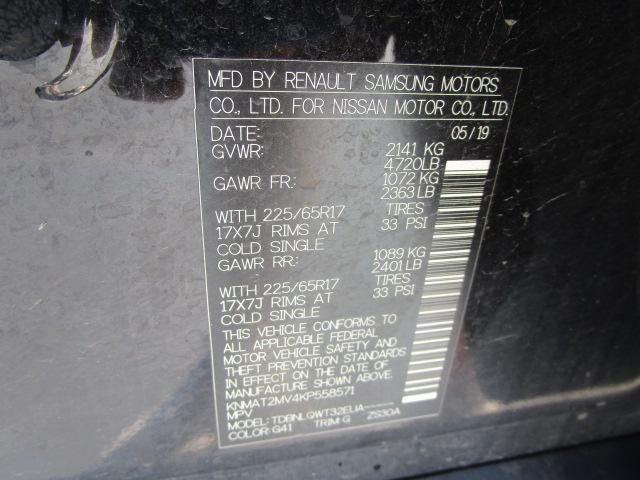 MFD BY RENAULT SAMSUNG MOTORS
CO., LTD. FOR NISSAN MOTOR CO., LTD.
DATE: 05/19
GVWR: 2141 KG
4720LB
GAWR FR.: 1072 KG
2363 LB
WITH 225/65R17 TIRES
17X7J RIMS AT 33 PSI
COLD SINGLE
GAWR RR.: 1089 KG
2401 LB
WITH 225/65R17 TIRES
17X7J RIMS AT 33 PSI
COLD SINGLE
THIS VEHICLE CONFORMS TO
ALL APPLICABLE FEDERAL
MOTOR VEHICLE SAFETY AND
THEFT PREVENTION STANDARDS
IN EFFECT ON THE DATE OF
MANUFACTURE SHOWN ABOVE.
KNMAT2MV4KP558571
MPV
MODEL: TDBNLQWT32EUA-----
COLOR: G41 TRIM: G ZS30A